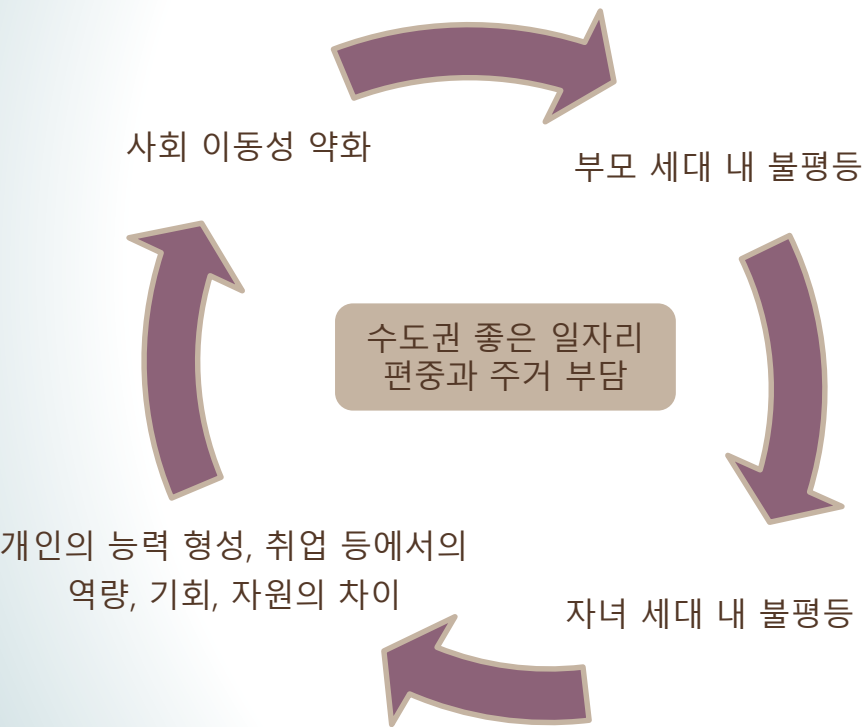 사회 이동성 약화
부모 세대 내 불평등
수도권 좋은 일자리
편중과 주거 부담
개인의 능력 형성, 취업 등에서의
역량, 기회, 자원의 차이
자녀 세대 내 불평등